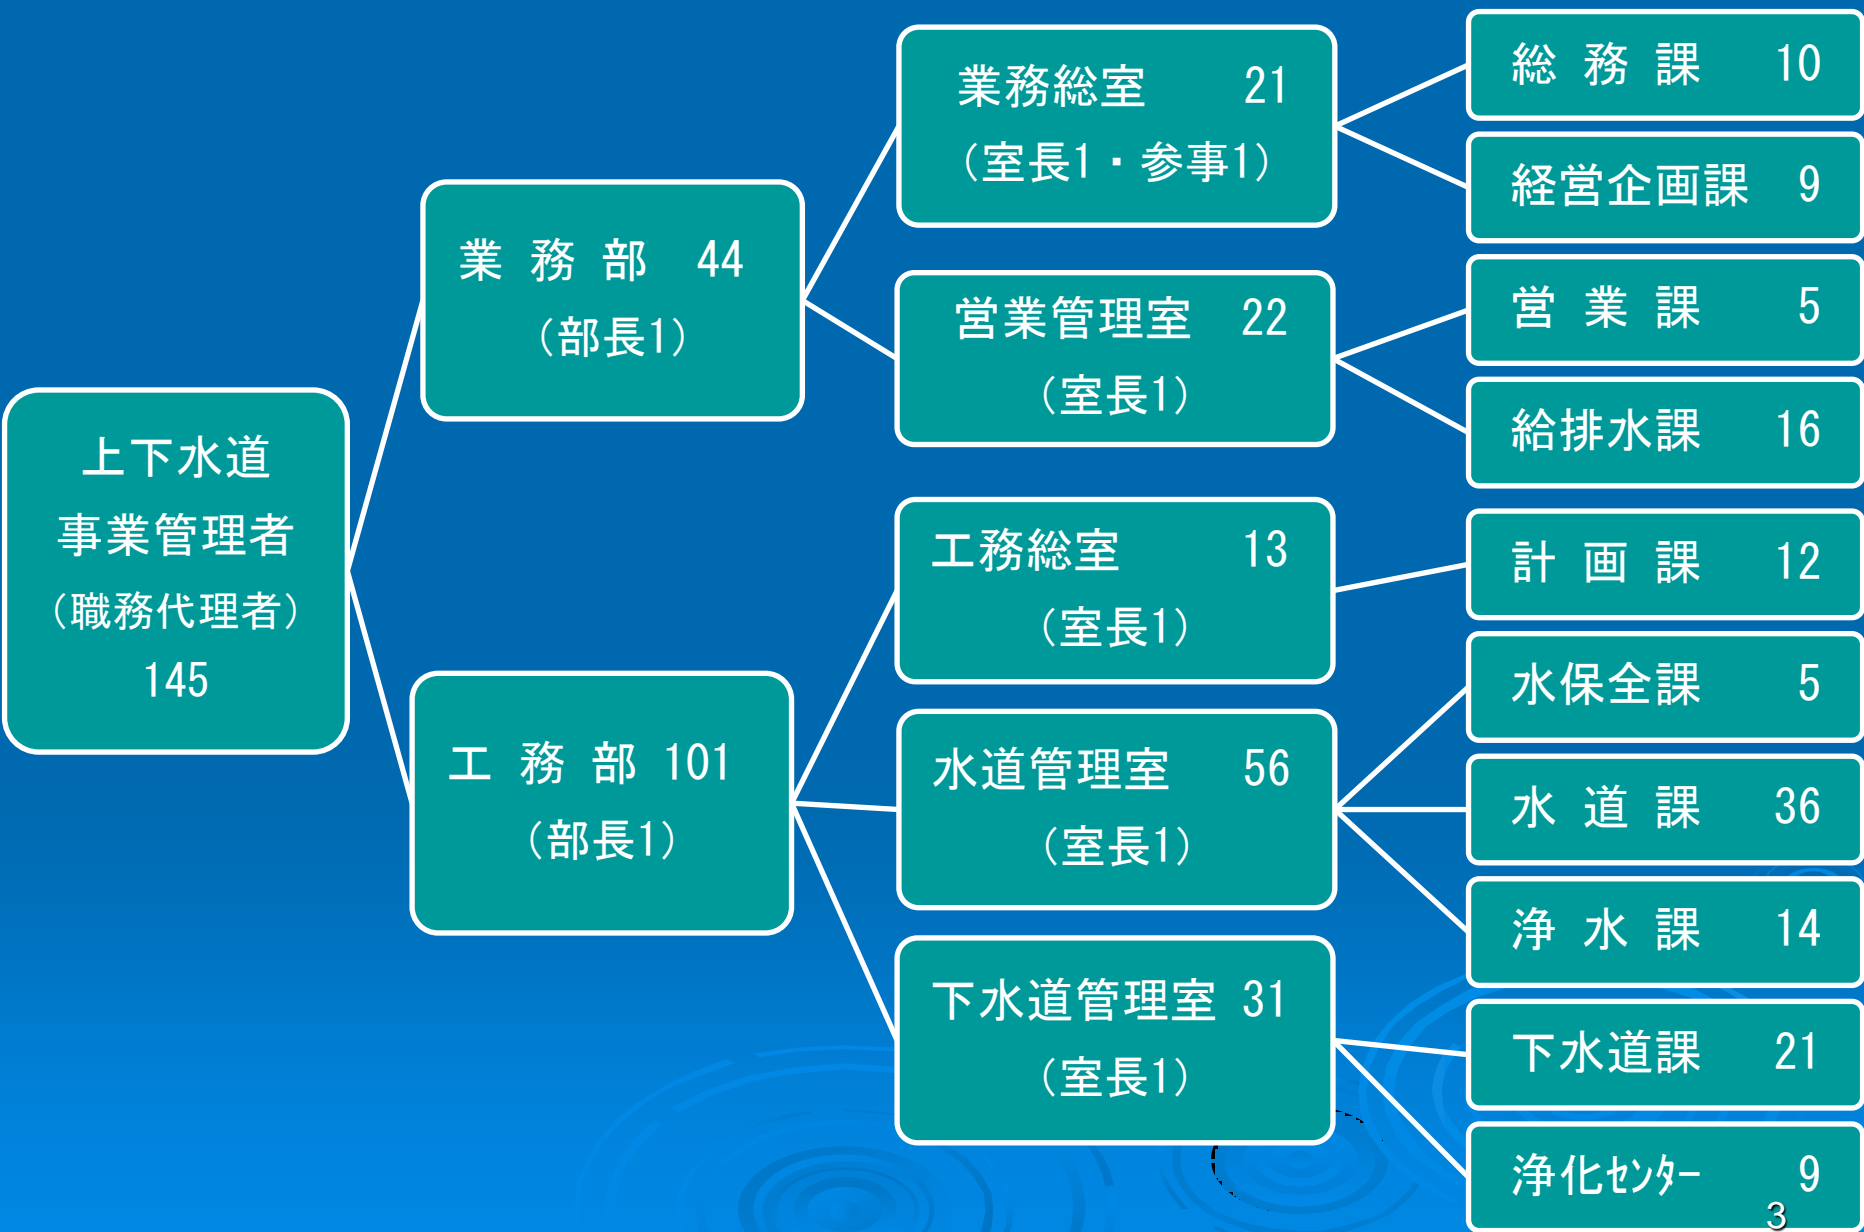 上下水道
事業管理者
(職務代理者)
145
業 務 部 44
(部長1)
工 務 部 101
(部長1)
業務総室 21
(室長1・参事1)
営業管理室 22
(室長1)
工務総室 13
(室長1)
水道管理室 56
(室長1)
下水道管理室 31
(室長1)
総 務 課 10
経営企画課 9
営 業 課 5
給排水課 16
計 画 課 12
水保全課 5
水 道 課 36
浄 水 課 14
下水道課 21
浄化ｾﾝﾀｰ 9
3